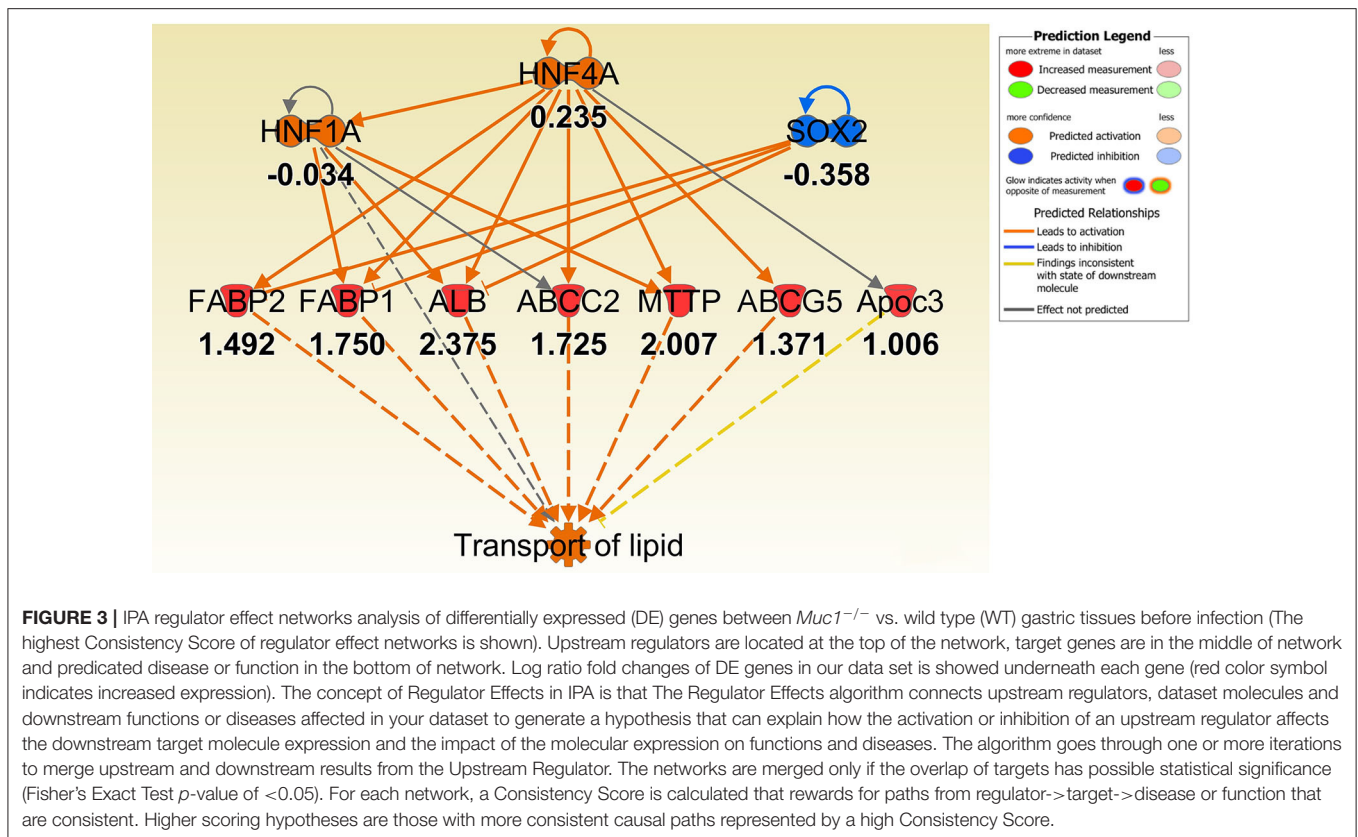 HNF4A
0.235
HNF1A
-0.034
SOX2
-0.358
FABP2 FABP1 ALB ABCC2 MTTP ABCG5 Apoc3
1.492 1.750 2.375 1.725 2.007 1.371 1.006
Transport of lipid
Prediction Legend
more extreme in dataset less
Increased measurement
Decreased measurement
more confidence less
Predicted activation
Predicted inhibition
Glow indicates activity when
opposite of measurement
Predicted Relationships
Leads to activation
Leads to inhibition
Findings inconsistent
with state of downstream
molecule
Effect not predicted
FIGURE 3 | IPA regulator effect networks analysis of differentially expressed (DE) genes between Muc1−/− vs. wild type (WT) gastric tissues before infection (The
highest Consistency Score of regulator effect networks is shown). Upstream regulators are located at the top of the network, target genes are in the middle of network
and predicated disease or function in the bottom of network. Log ratio fold changes of DE genes in our data set is showed underneath each gene (red color symbol
indicates increased expression). The concept of Regulator Effects in IPA is that The Regulator Effects algorithm connects upstream regulators, dataset molecules and
downstream functions or diseases affected in your dataset to generate a hypothesis that can explain how the activation or inhibition of an upstream regulator affects
the downstream target molecule expression and the impact of the molecular expression on functions and diseases. The algorithm goes through one or more iterations
to merge upstream and downstream results from the Upstream Regulator. The networks are merged only if the overlap of targets has possible statistical significance
(Fisher's Exact Test p-value of <0.05). For each network, a Consistency Score is calculated that rewards for paths from regulator->target->disease or function that
are consistent. Higher scoring hypotheses are those with more consistent causal paths represented by a high Consistency Score.